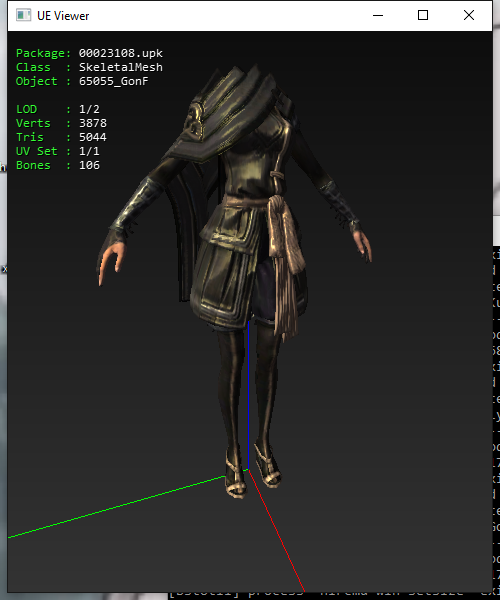 UE Viewer
Package: 00023108.upk
Class : SkeletalMesh
Object : 65055_GonF
LOD : 1/2
Verts : 3878
Tris : 5044
UV Set : 1/1
Bones : 106